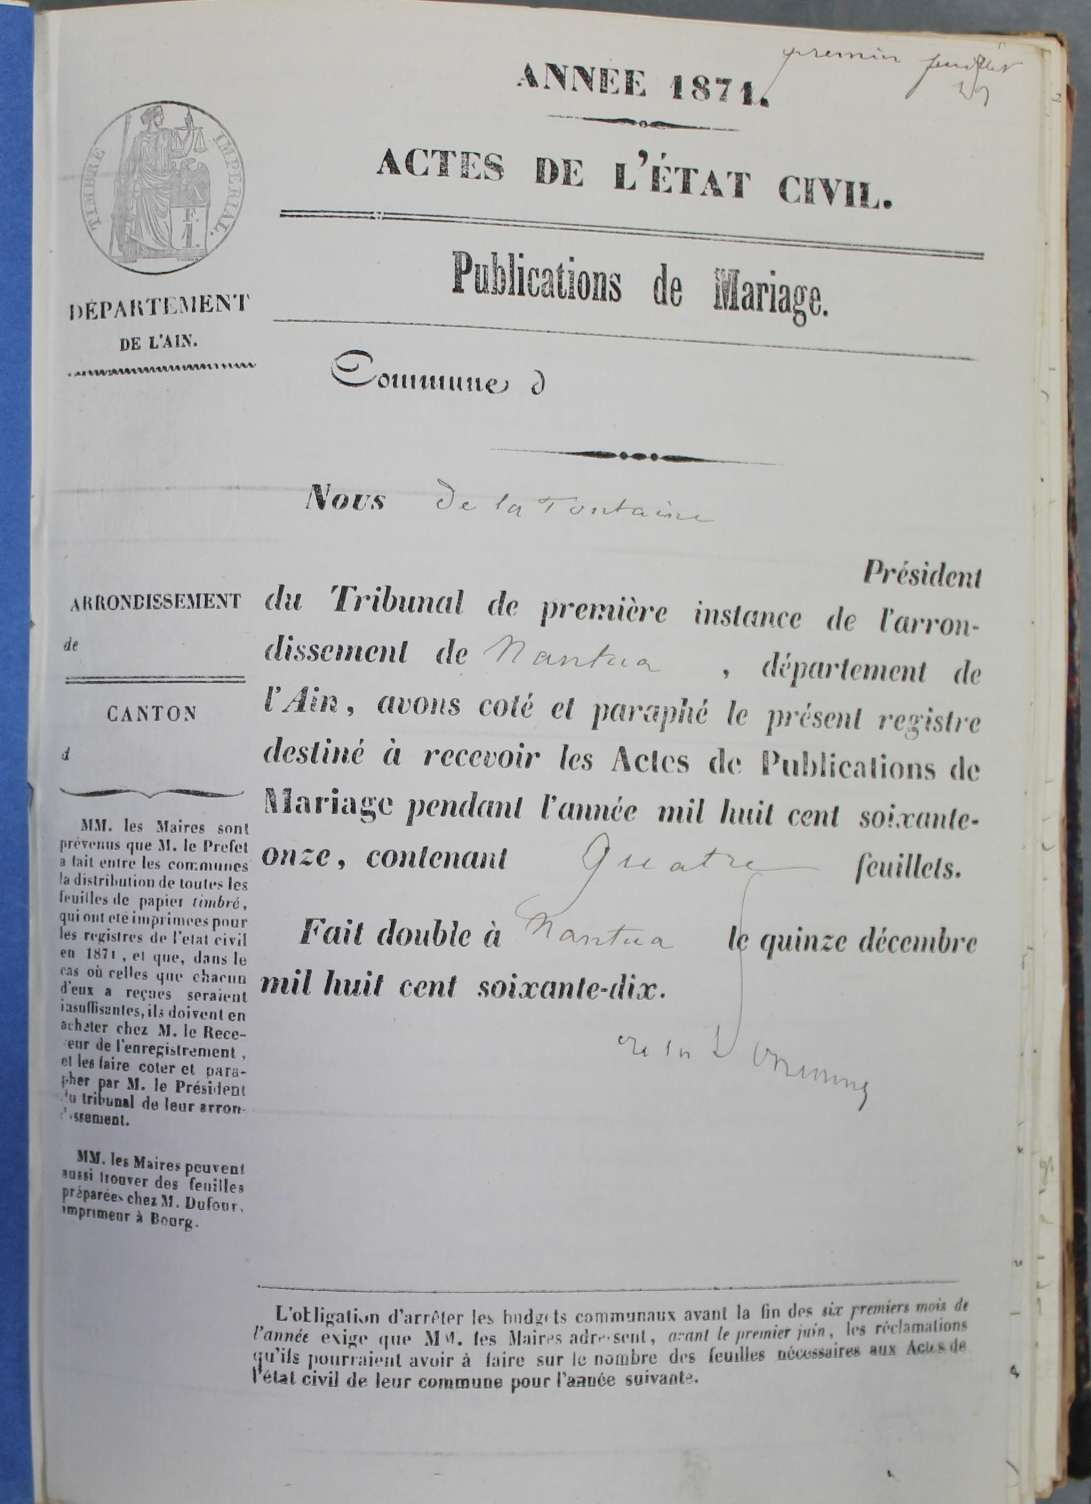 premier feuillet
ANNÉE 1871.
ACTES DE L'ÉTAT CIVIL.
TIMBRE IMPÉRIAL.
DÉPARTEMENT
DE L'AIN.
Publications de Mariage.
Commune d
Nous de la Fontaine
Président
ARRONDISSEMENT
de
CANTON
d
du Tribunal de première instance de l'arron-
dissement de Nantua, département de
l'Ain, avons coté et paraphé le présent registre
destiné à recevoir les Actes de Publications de
Mariage pendant l'année mil huit cent soixante-
onze, contenant Quatre feuillets.
Fait double à Nantua le quinze décembre
mil huit cent soixante-dix.
MM. les Maires sont
prévenus que M. le Prefet
a fait entre les communes
la distribution de toutes les
feuilles de papier timbré,
qui ont été imprimées pour
les registres de l'etat civil
en 1871, et que, dans le
cas où celles que chacun
d'eux a reçues seraient
insuffisantes, ils doivent en
acheter chez M. le Rece-
veur de l'enregistrement,
et les faire coter et para-
pher par M. le Président
du tribunal de leur arron-
dissement.
MM. les Maires peuvent
aussi trouver des feuilles
préparées chez M. Dufour,
imprimeur à Bourg.
L'obligation d'arrêter les budgets communaux avant la fin des six premiers mois de
l'année exige que MM. les Maires adressent, avant le premier juin, les réclamations
qu'ils pourraient avoir à faire sur le nombre des feuilles nécessaires aux Actes de
l'état civil de leur commune pour l'année suivante.